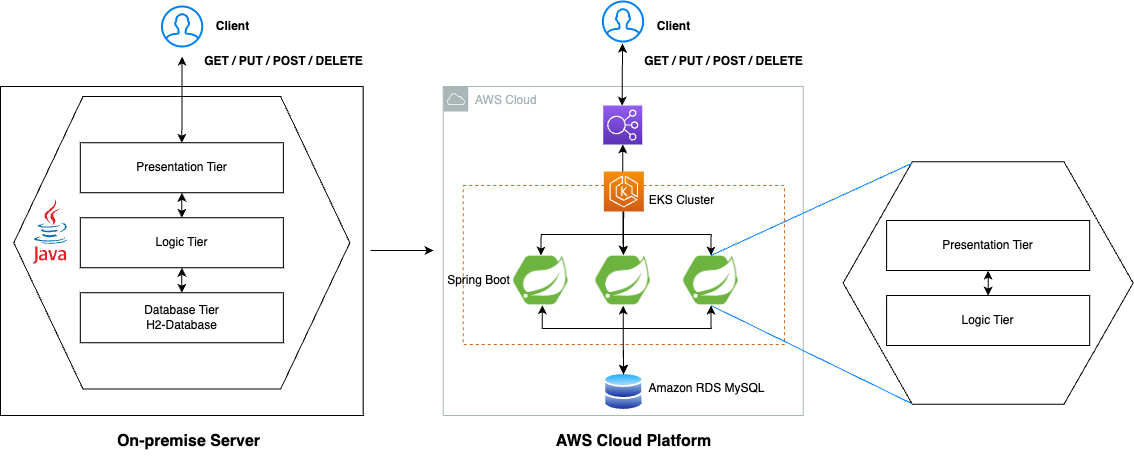 Client
GET / PUT / POST / DELETE
Presentation Tier
Logic Tier
Java
Database Tier
H2-Database
On-premise Server
Client
GET / PUT / POST / DELETE
AWS Cloud
K
EKS Cluster
Spring Boot
Amazon RDS MySQL
AWS Cloud Platform
Presentation Tier
Logic Tier